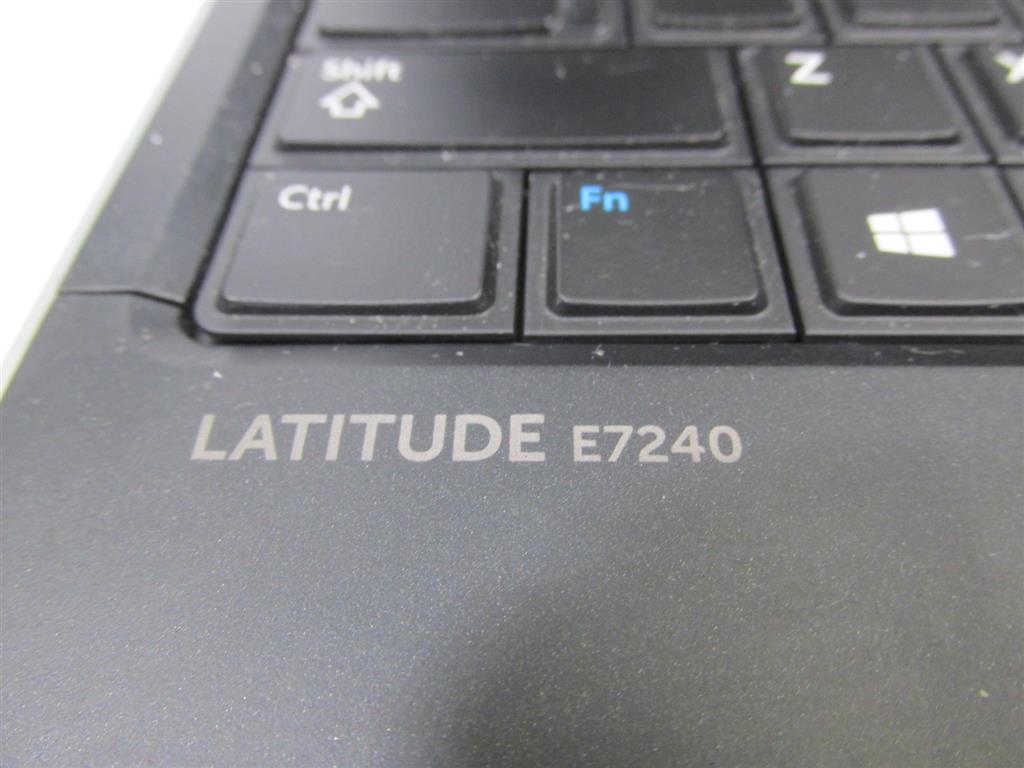 Shift Z
Ctrl Fn
LATITUDE E7240